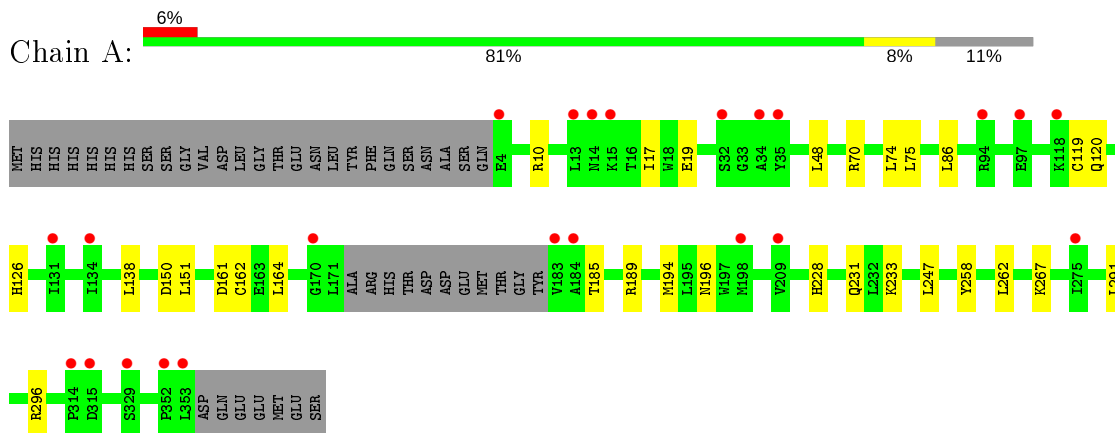 6%
Chain A:
81% 8% 11%
MET HIS HIS HIS HIS HIS HIS SER SER GLY VAL ASP LEU GLY THR GLU ASN LEU TYR PHE GLN SER ASN ALA SER GLN E4 R10 L13 N14 K15 T16 I17 W18 E19 S32 G33 A34 Y35 L48 R70 L74 L75 L86 R94 E97 K118 C119 Q120
H126 I131 I134 L138 D150 L151 D161 C162 E163 L164 G170 L171 ALA ARG HIS THR ASP ASP GLU MET THR GLY TYR V183 A184 T185 R189 M194 L195 N196 W197 M198 V209 H228 Q231 L232 K233 L247 Y258 L262 K267 I275
R296 P314 D315 S329 P352 L353 ASP GLN GLU GLU MET GLU SER